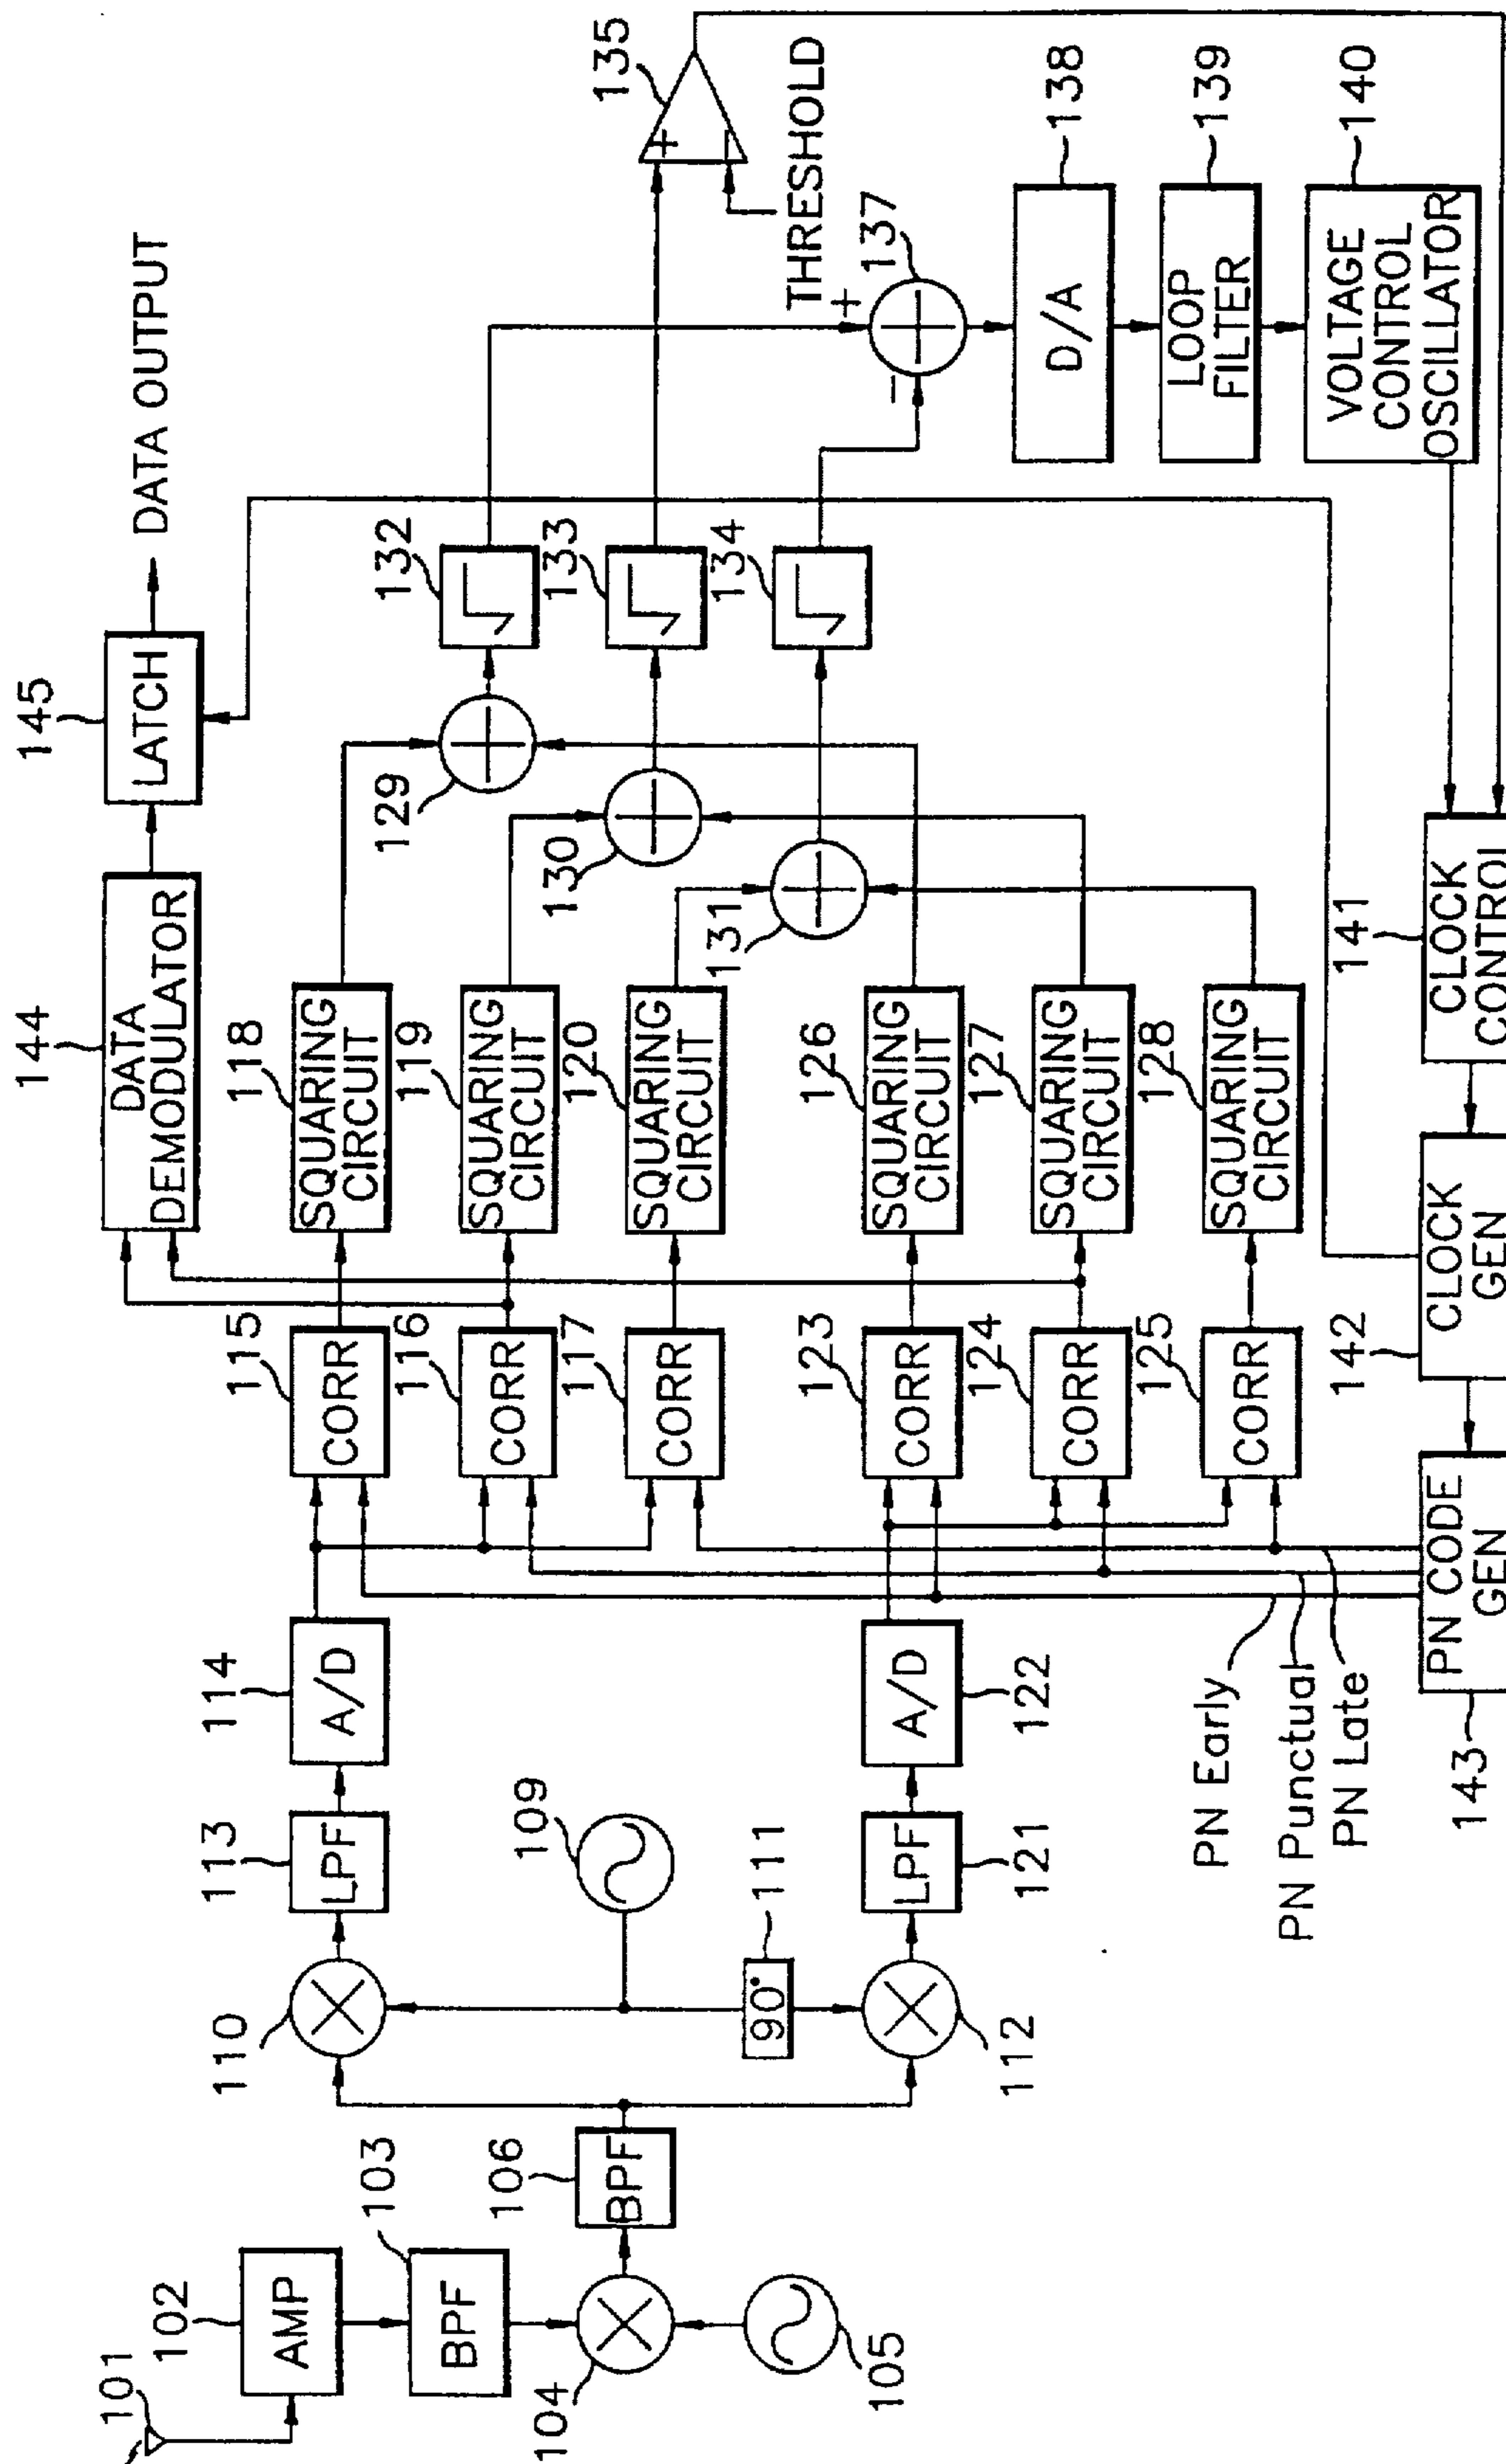 101
102
AMP
103
BPF
104
105
106
BPF
109
110
111
90°
112
113
LPF
114
A/D
121
LPF
122
A/D
PN Early
PN Punctual
PN Late
115
CORR
116
CORR
117
CORR
123
CORR
124
CORR
125
CORR
118
SQUARING
CIRCUIT
119
SQUARING
CIRCUIT
120
SQUARING
CIRCUIT
126
SQUARING
CIRCUIT
127
SQUARING
CIRCUIT
128
SQUARING
CIRCUIT
144
DATA
DEMODULATOR
145
LATCH
DATA OUTPUT
129
130
131
132
133
134
135
+
−
THRESHOLD
137
+
−
138
D/A
139
LOOP
FILTER
140
VOLTAGE
CONTROL
OSCILLATOR
141
CLOCK
CONTROL
142
CLOCK
GEN
143
PN CODE
GEN